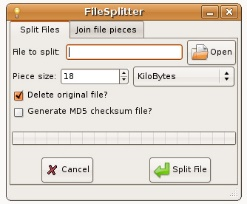 FileSplitter
Split Files Join file pieces
File to split: Open
Piece size: 18 KiloBytes
Delete original file?
Generate MD5 checksum file?
Cancel Split File